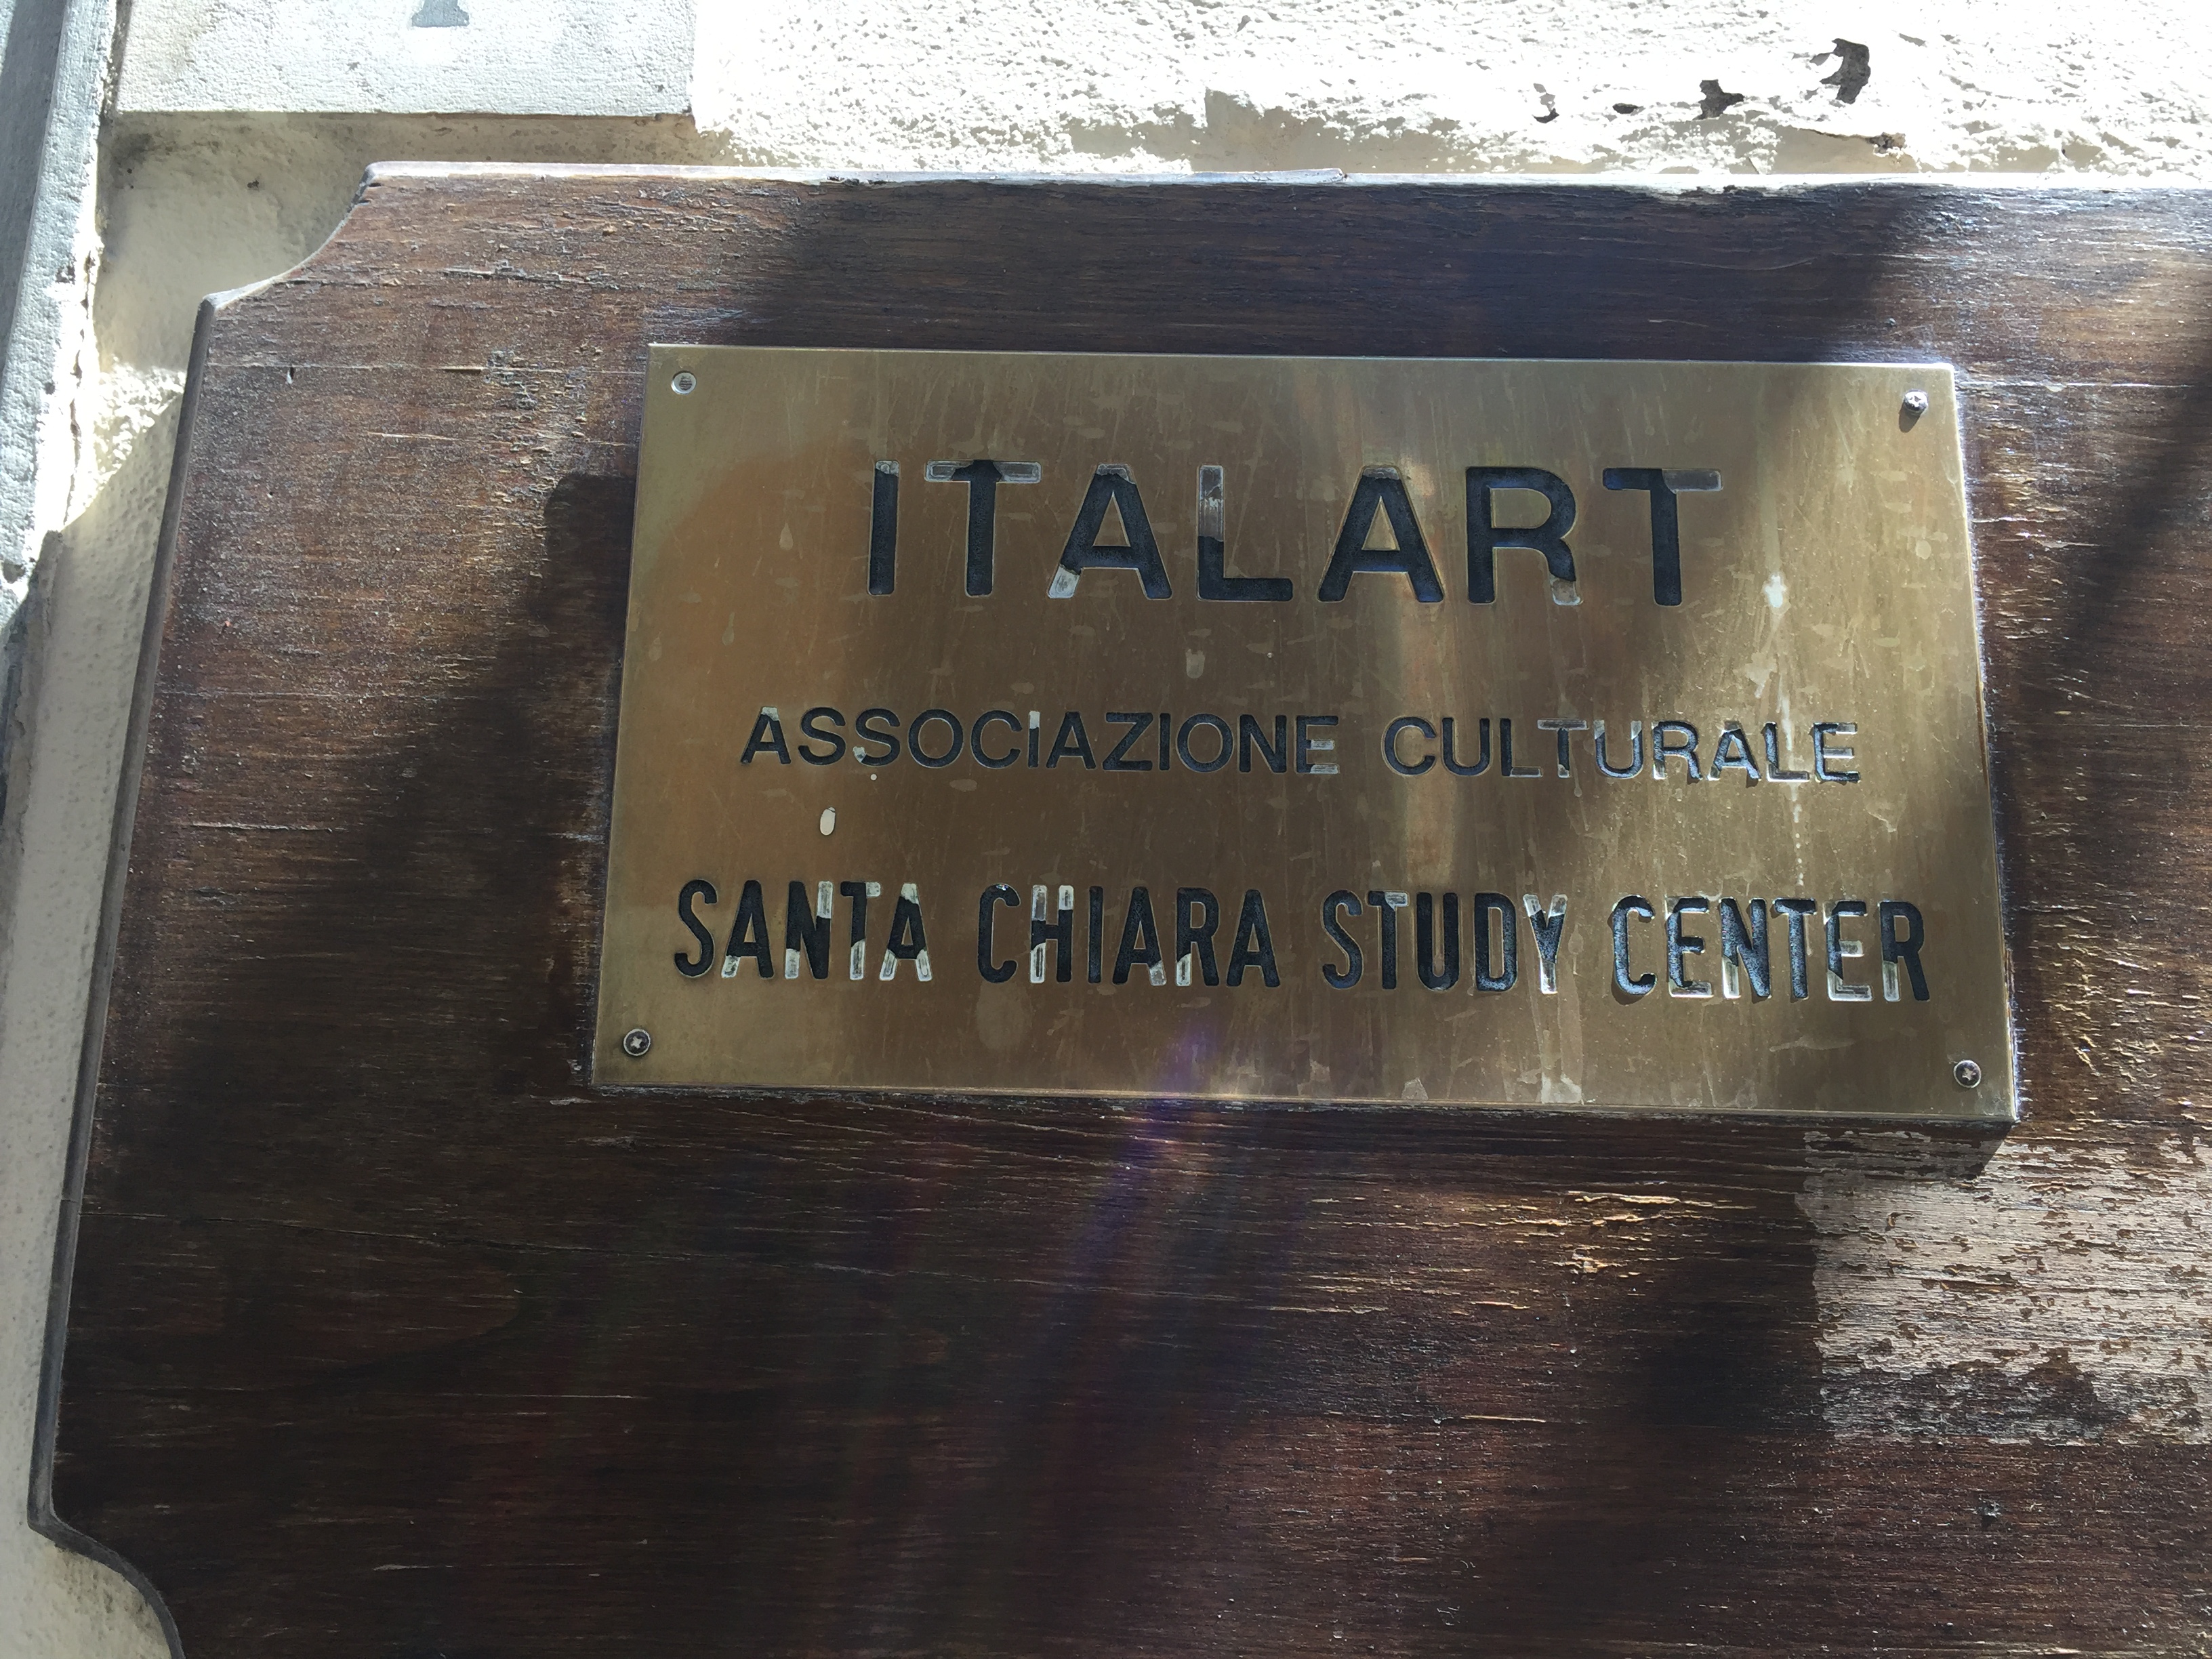 ITALART
ASSOCIAZIONE CULTURALE
SANTA CHIARA STUDY CENTER